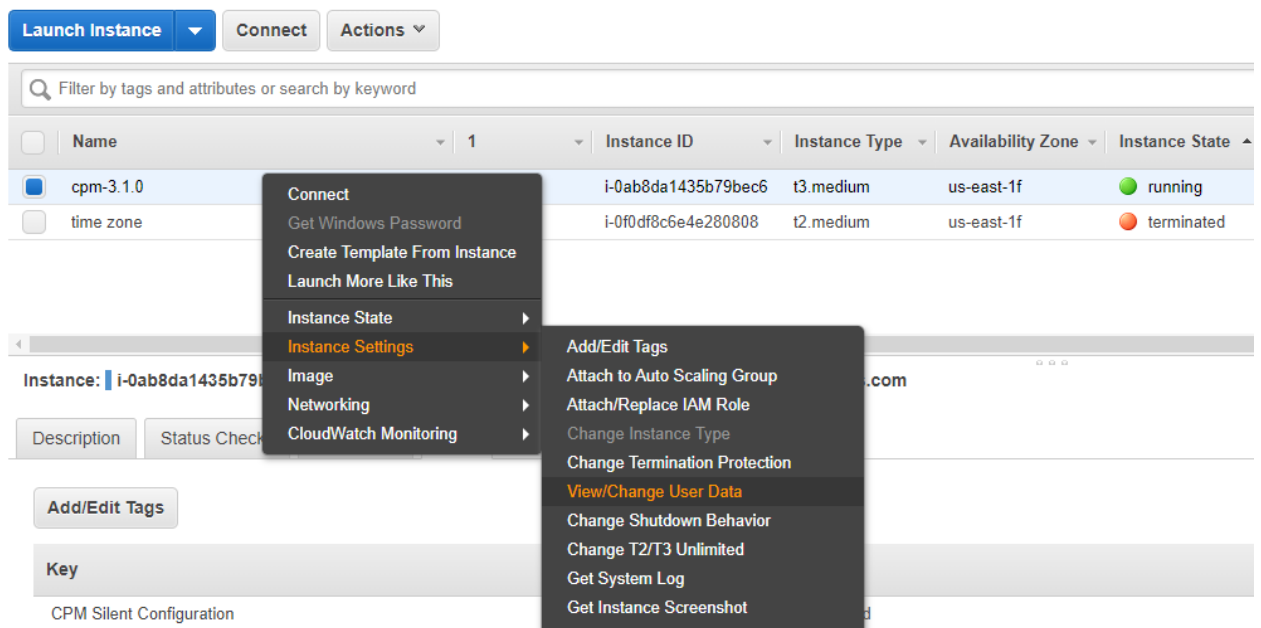 Launch Instance Connect Actions
Filter by tags and attributes or search by keyword
Name 1 Instance ID Instance Type Availability Zone Instance State
cpm-3.1.0 i-0ab8da1435b79bec6 t3.medium us-east-1f running
time zone i-0f0df8c6e4e280808 t2.medium us-east-1f terminated
Connect
Get Windows Password
Create Template From Instance
Launch More Like This
Instance State
Instance Settings
Image
Networking
CloudWatch Monitoring
Add/Edit Tags
Attach to Auto Scaling Group
Attach/Replace IAM Role
Change Instance Type
Change Termination Protection
View/Change User Data
Change Shutdown Behavior
Change T2/T3 Unlimited
Get System Log
Get Instance Screenshot
Instance: i-0ab8da1435b79 .com
Description Status Check
Add/Edit Tags
Key
CPM Silent Configuration